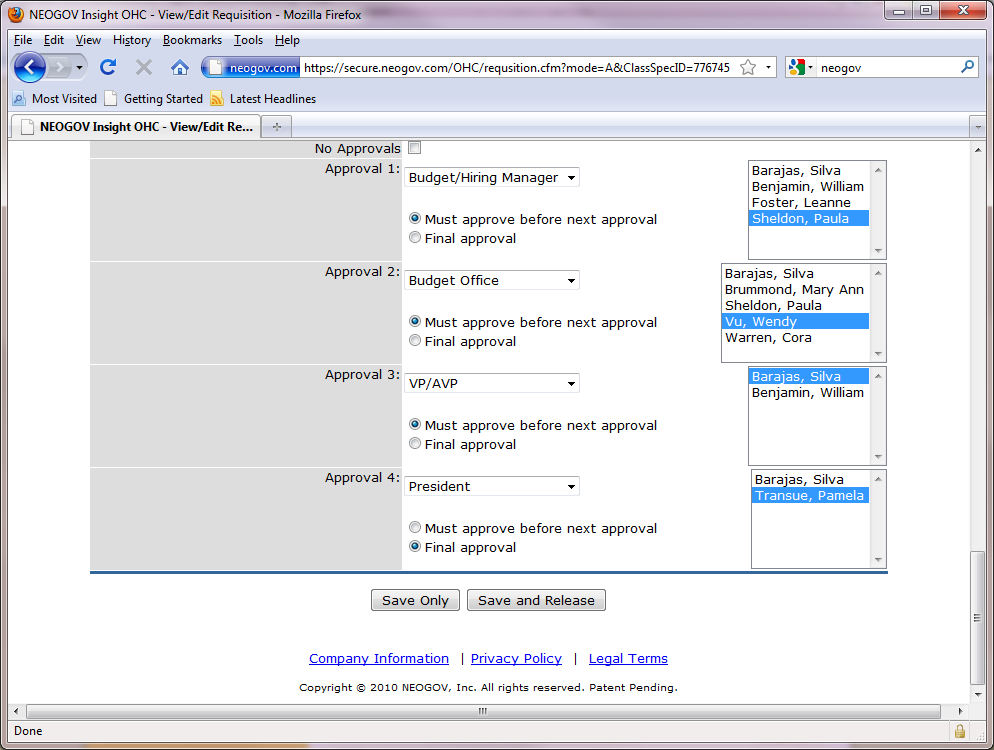 NEOGOV Insight OHC - View/Edit Requisition - Mozilla Firefox
File Edit View History Bookmarks Tools Help
neogov.com https://secure.neogov.com/OHC/requsition.cfm?mode=A&ClassSpecID=776745 neogov
Most Visited Getting Started Latest Headlines
NEOGOV Insight OHC - View/Edit Re...
No Approvals
Approval 1:
Budget/Hiring Manager
Must approve before next approval
Final approval
Barajas, Silva
Benjamin, William
Foster, Leanne
Sheldon, Paula
Approval 2:
Budget Office
Must approve before next approval
Final approval
Barajas, Silva
Brummond, Mary Ann
Sheldon, Paula
Vu, Wendy
Warren, Cora
Approval 3:
VP/AVP
Must approve before next approval
Final approval
Barajas, Silva
Benjamin, William
Approval 4:
President
Must approve before next approval
Final approval
Barajas, Silva
Transue, Pamela
Save Only Save and Release
Company Information | Privacy Policy | Legal Terms
Copyright © 2010 NEOGOV, Inc. All rights reserved. Patent Pending.
Done